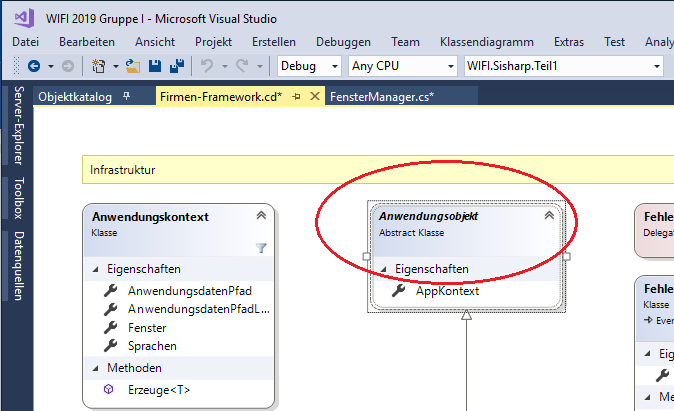 WIFI 2019 Gruppe I - Microsoft Visual Studio
Datei Bearbeiten Ansicht Projekt Erstellen Debuggen Team Klassendiagramm Extras Test Analy
Debug Any CPU WIFI.Sisharp.Teil1
Objektkatalog Firmen-Framework.cd* FensterManager.cs*
Server-Explorer
Toolbox
Datenquellen
Infrastruktur
Anwendungskontext
Klasse
Eigenschaften
AnwendungsdatenPfad
AnwendungsdatenPfadL...
Fenster
Sprachen
Methoden
Erzeuge<T>
Anwendungsobjekt
Abstract Klasse
Eigenschaften
AppKontext
Fehle
Delega
Fehle
Klasse
Ever
Eig
Me